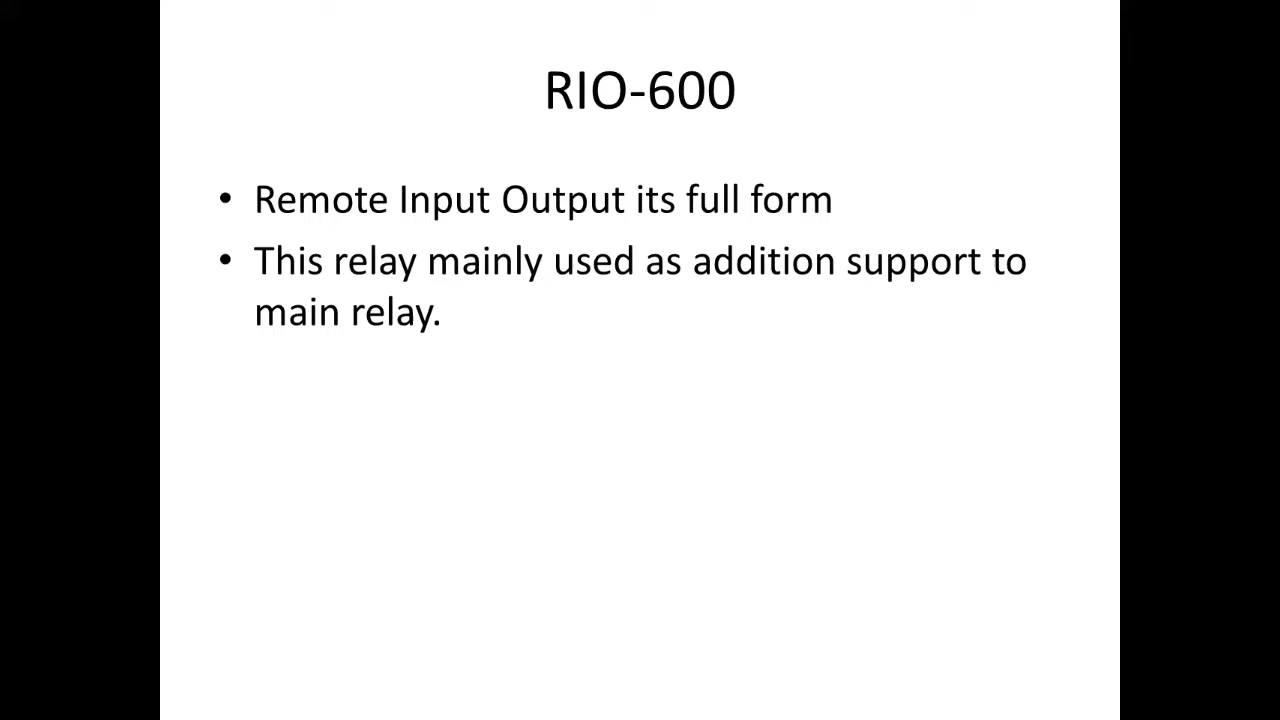 RIO-600
• Remote Input Output its full form
• This relay mainly used as addition support to
main relay.